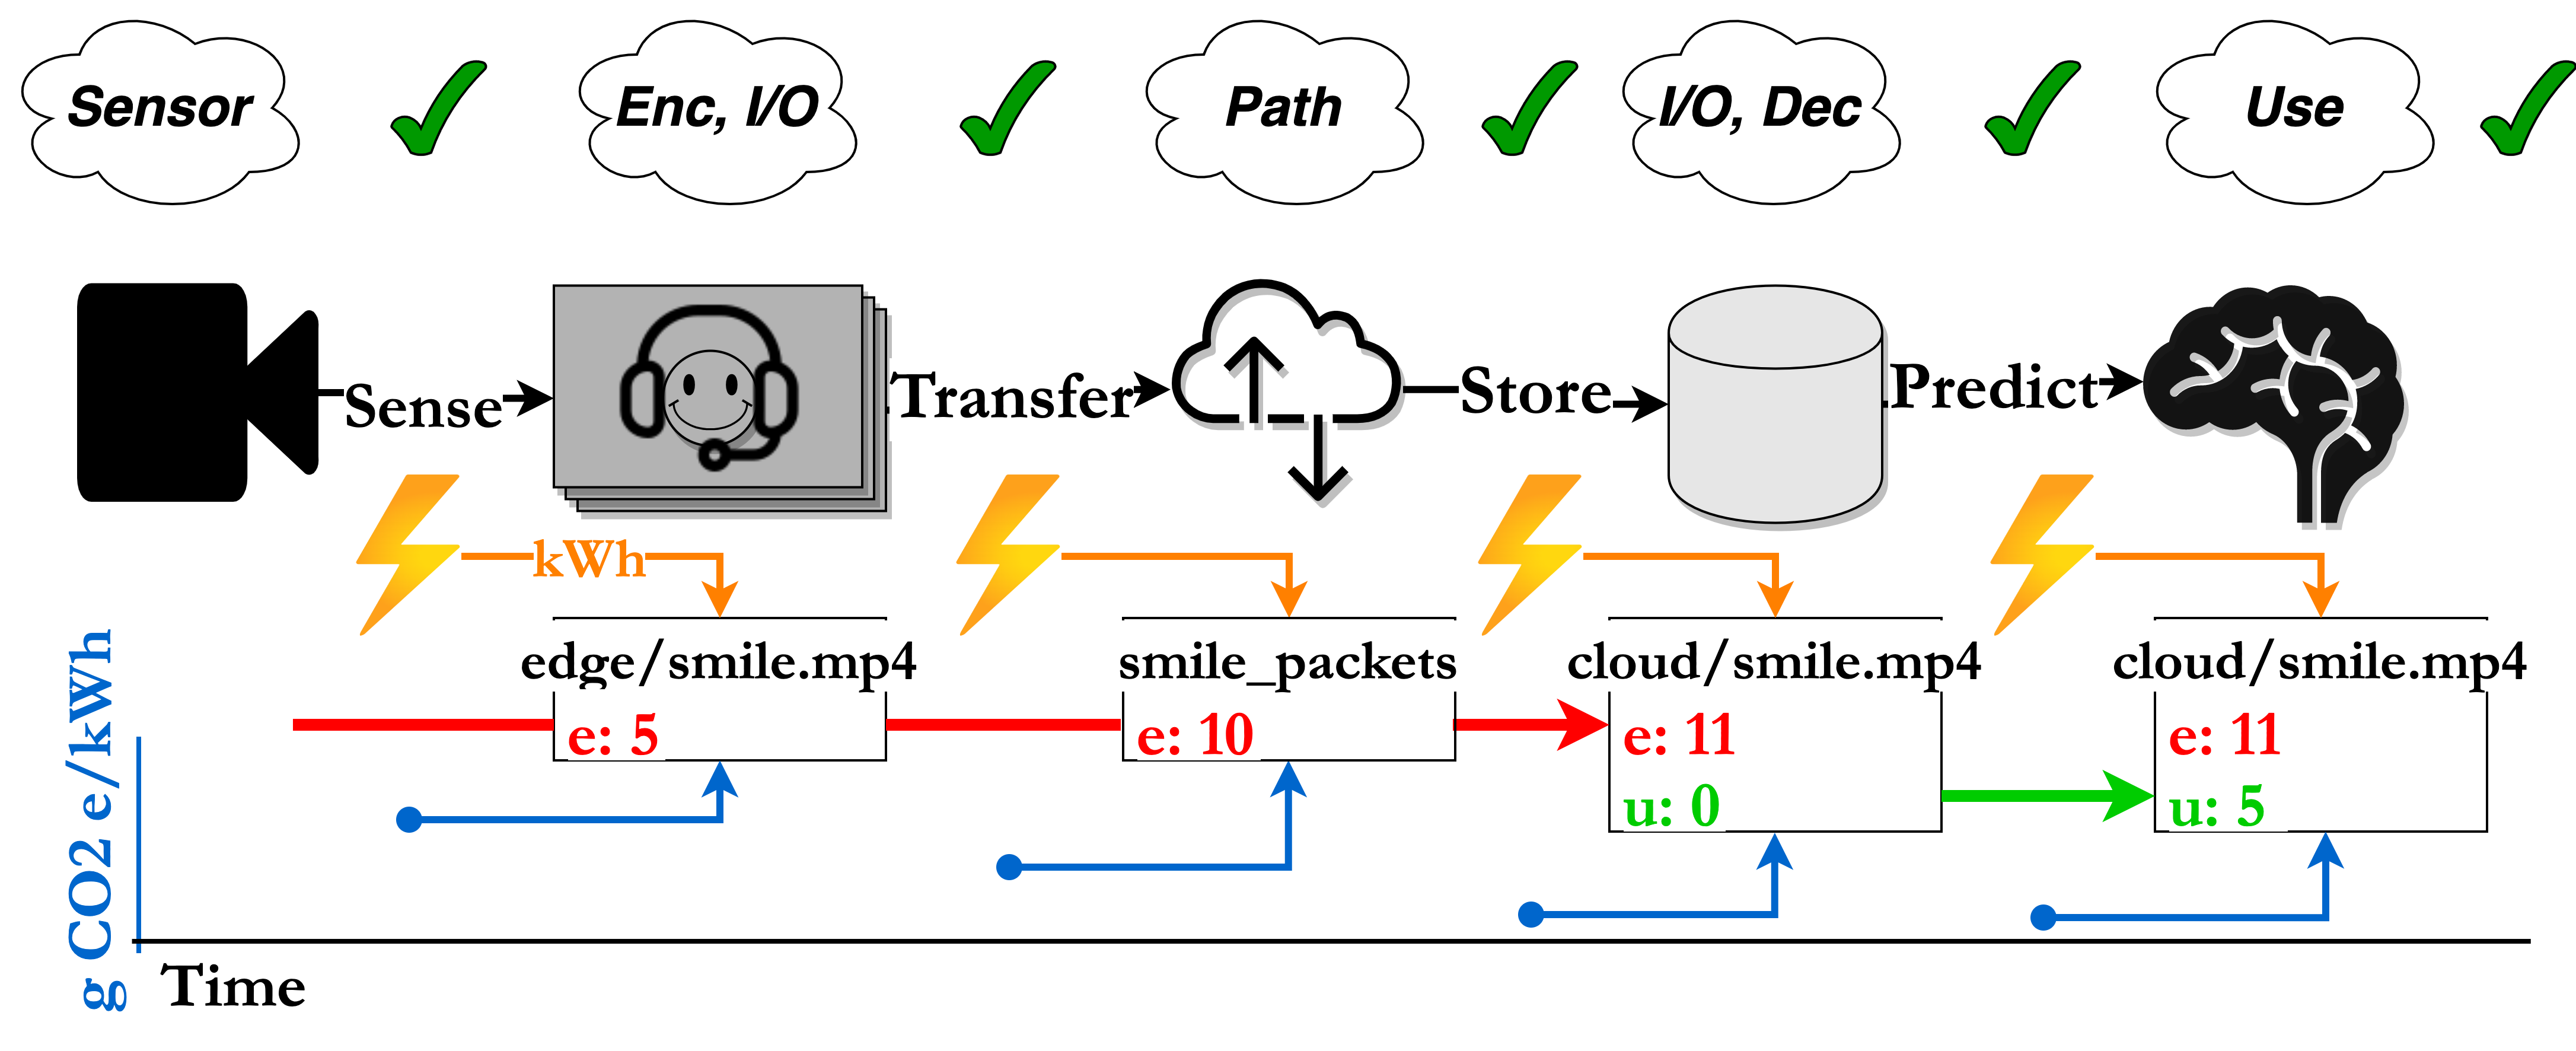 Sensor
Enc, I/O
Path
I/O, Dec
Use
Sense
Transfer
Store
Predict
kWh
edge/smile.mp4
e: 5
smile_packets
e: 10
cloud/smile.mp4
e: 11
u: 0
cloud/smile.mp4
e: 11
u: 5
g CO2 e/kWh
Time